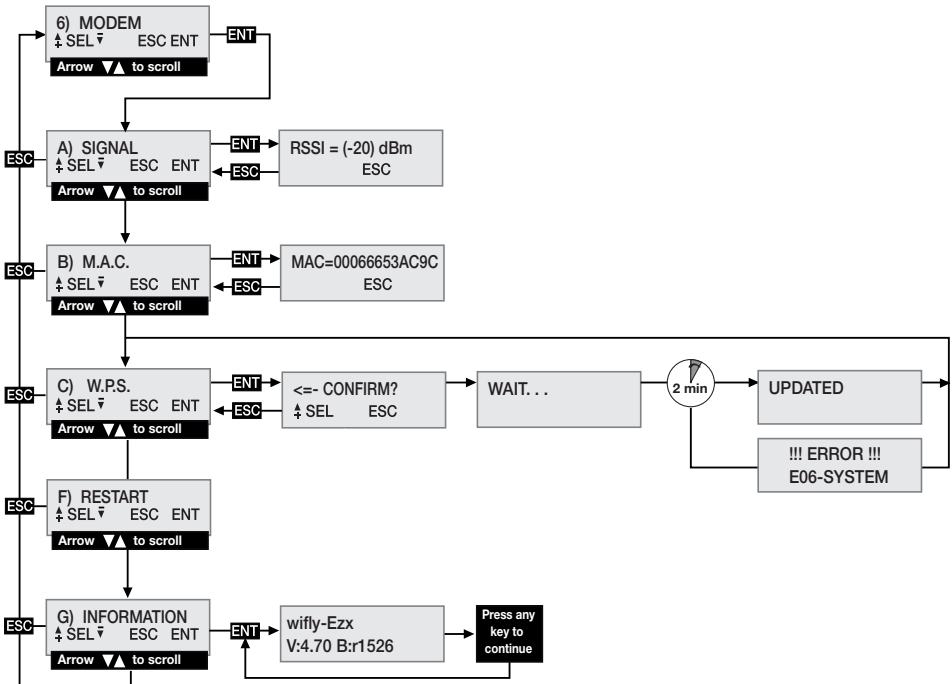 6) MODEM
SEL ESC ENT
Arrow ▼▲ to scroll
ENT
ESC
A) SIGNAL
SEL ESC ENT
Arrow ▼▲ to scroll
ENT
ESC
RSSI = (-20) dBm
ESC
ESC
B) M.A.C.
SEL ESC ENT
Arrow ▼▲ to scroll
ENT
ESC
MAC=00066653AC9C
ESC
ESC
C) W.P.S.
SEL ESC ENT
Arrow ▼▲ to scroll
ENT
ESC
<=- CONFIRM?
SEL ESC
WAIT. . .
2 min
UPDATED
!!! ERROR !!!
E06-SYSTEM
ESC
F) RESTART
SEL ESC ENT
Arrow ▼▲ to scroll
ESC
G) INFORMATION
SEL ESC ENT
Arrow ▼▲ to scroll
ENT
wifly-Ezx
V:4.70 B:r1526
Press any
key to
continue